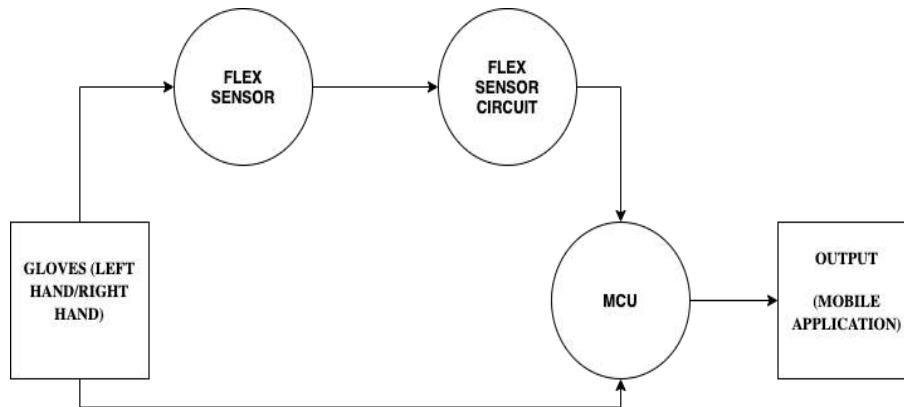 FLEX
SENSOR
FLEX
SENSOR
CIRCUIT
GLOVES (LEFT
HAND/RIGHT
HAND)
MCU
OUTPUT
(MOBILE
APPLICATION)